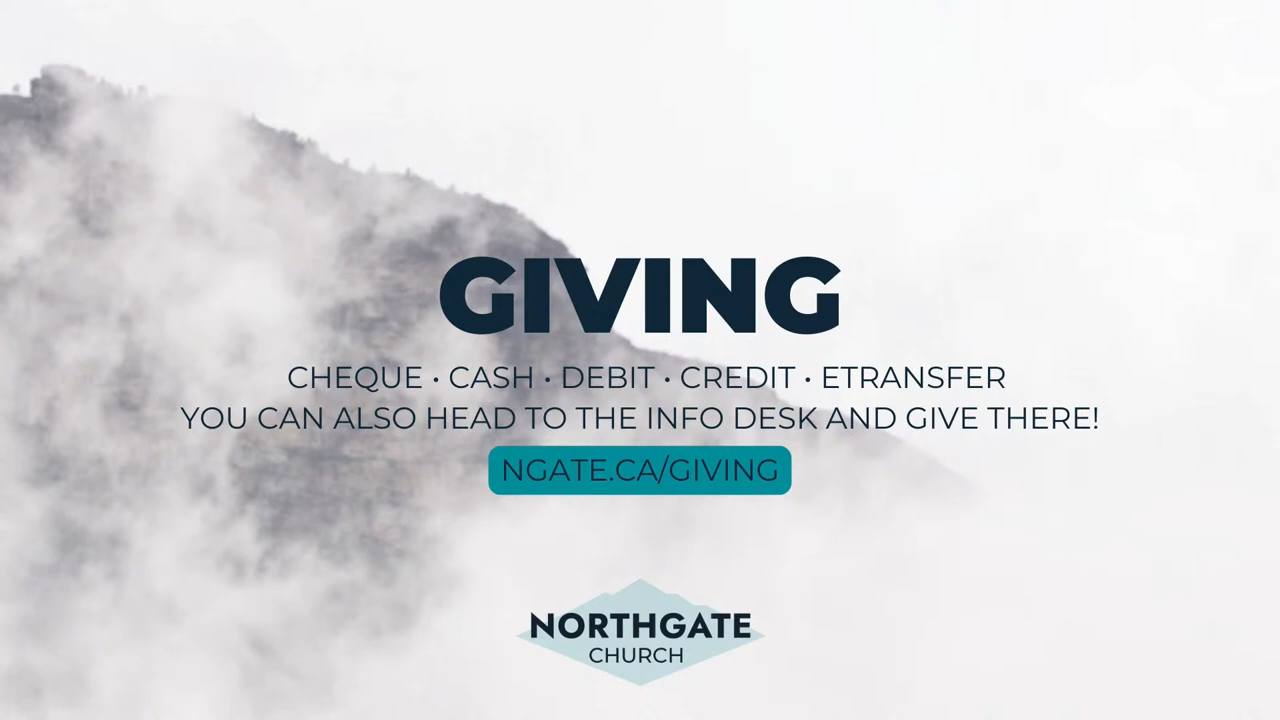 GIVING
CHEQUE • CASH • DEBIT • CREDIT • ETRANSFER
YOU CAN ALSO HEAD TO THE INFO DESK AND GIVE THERE!
NGATE.CA/GIVING
NORTHGATE
CHURCH